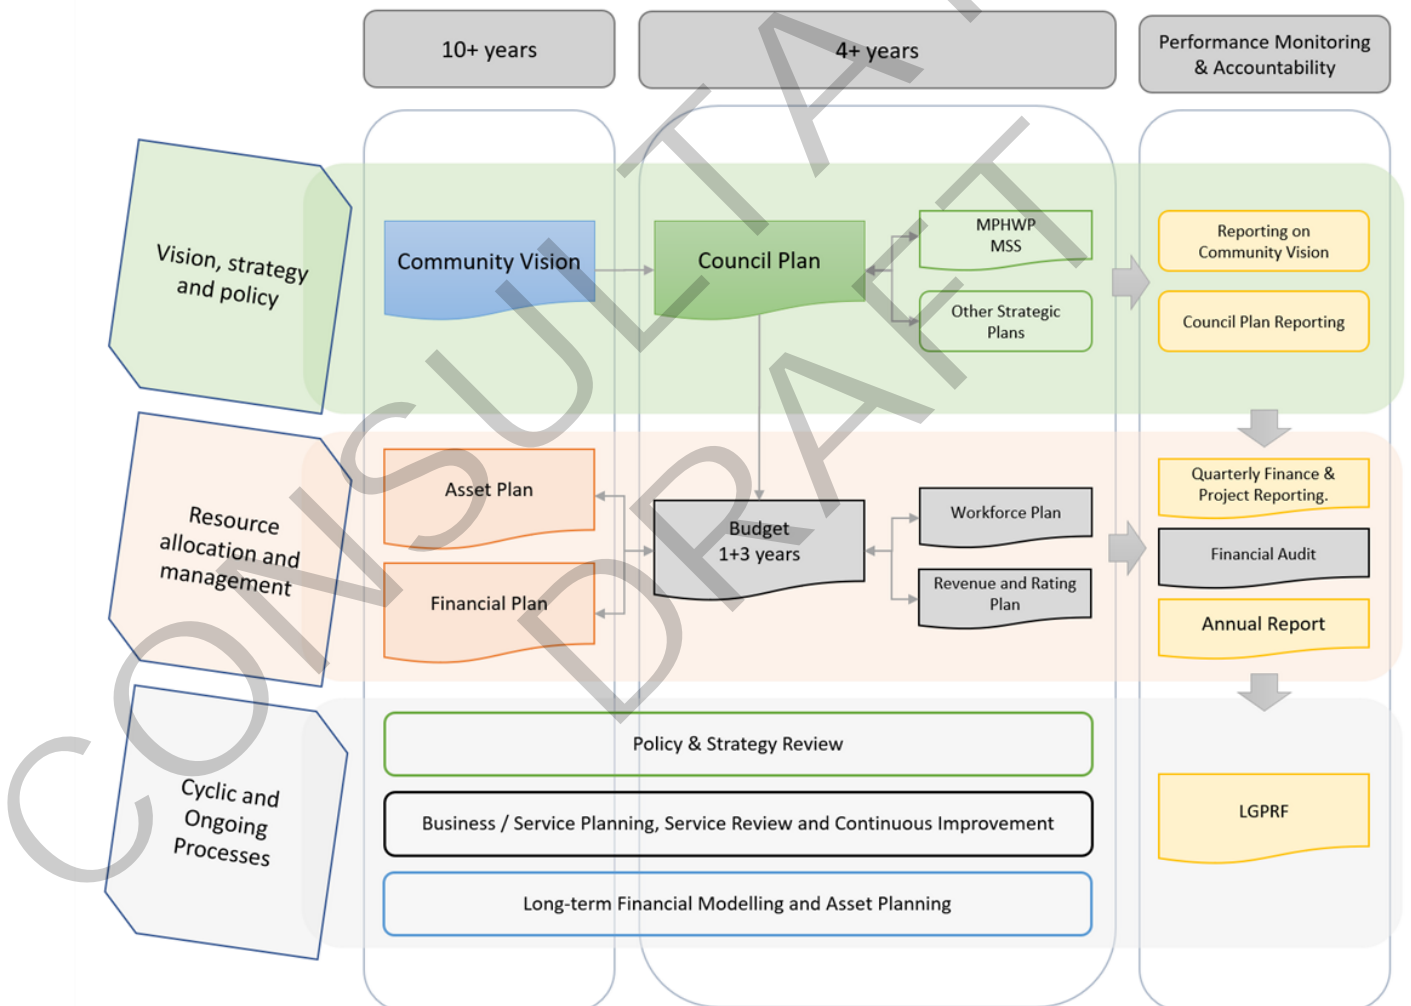 10+ years
4+ years
Performance Monitoring
& Accountability
Vision, strategy
and policy
Community Vision
Council Plan
MPHWP
MSS
Other Strategic
Plans
Reporting on
Community Vision
Council Plan Reporting
Resource
allocation and
management
Asset Plan
Financial Plan
Budget
1+3 years
Workforce Plan
Revenue and Rating
Plan
Quarterly Finance &
Project Reporting.
Financial Audit
Annual Report
Cyclic and
Ongoing
Processes
Policy & Strategy Review
Business / Service Planning, Service Review and Continuous Improvement
Long-term Financial Modelling and Asset Planning
LGPRF
CONSULTAT
DRAFT